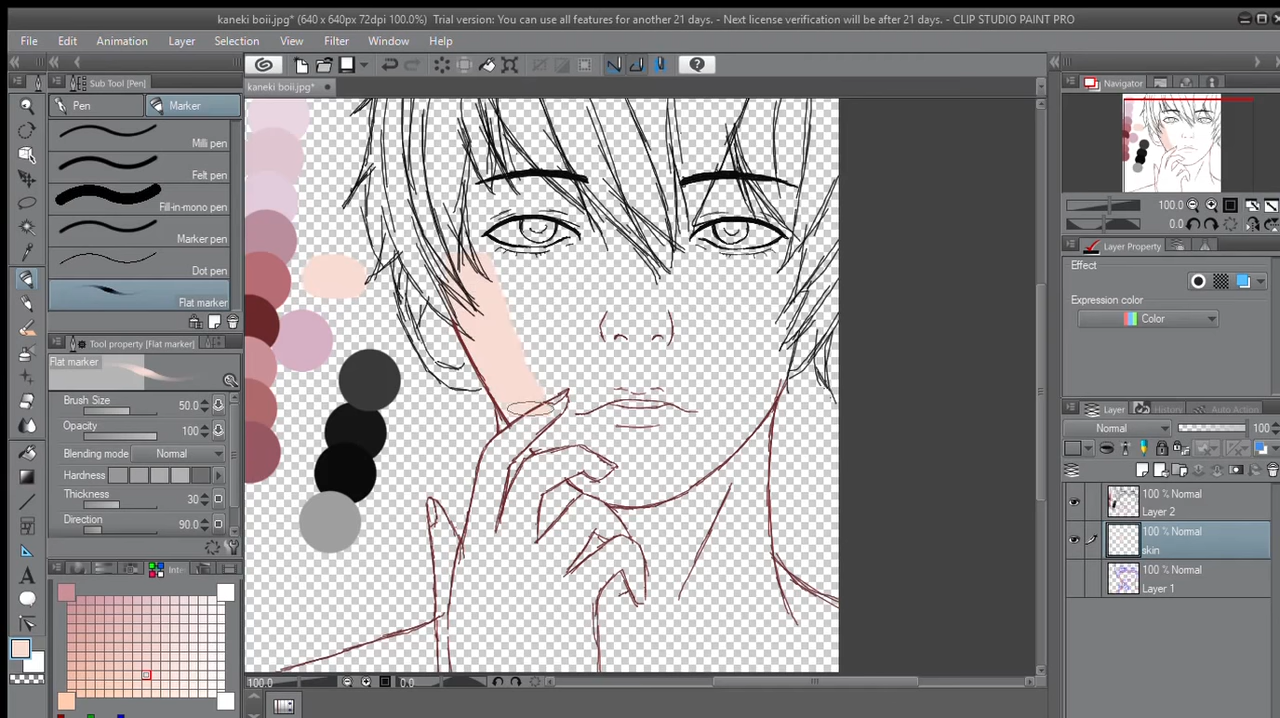 kaneki boii.jpg* (640 x 640px 72dpi 100.0%) Trial version: You can use all features for another 21 days. - Next license verification will be after 21 days. - CLIP STUDIO PAINT PRO
File Edit Animation Layer Selection View Filter Window Help
Sub Tool [Pen]
kaneki boii.jpg*
Navigator
Pen Marker
Milli pen
Felt pen
Fill-in-mono pen
Marker pen
Dot pen
Flat marker
100.0
0.0
Layer Property
Effect
Expression color
Color
Tool property [Flat marker]
Flat marker
Brush Size 50.0
Opacity 100
Blending mode Normal
Hardness
Thickness 30
Direction 90.0
Layer History Auto Action
Normal 100
100 % Normal
Layer 2
100 % Normal
skin
100 % Normal
Layer 1
Inte
100.0 0.0